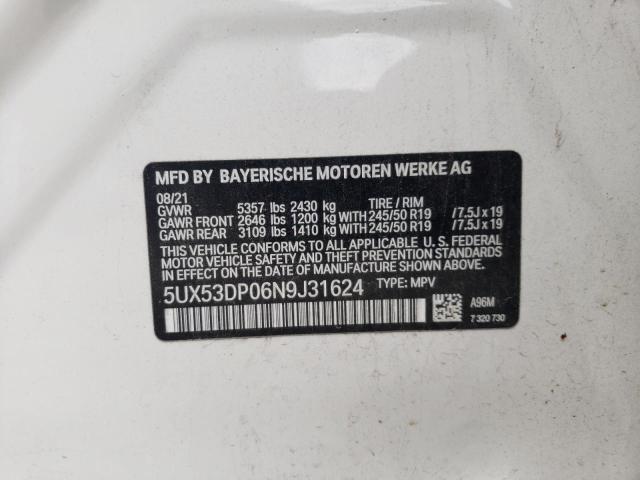 MFD BY BAYERISCHE MOTOREN WERKE AG
08/21
GVWR 5357 lbs 2430 kg TIRE / RIM
GAWR FRONT 2646 lbs 1200 kg WITH 245/50 R19 /7.5J x 19
GAWR REAR 3109 lbs 1410 kg WITH 245/50 R19 /7.5J x 19
THIS VEHICLE CONFORMS TO ALL APPLICABLE U. S. FEDERAL
MOTOR VEHICLE SAFETY AND THEFT PREVENTION STANDARDS
IN EFFECT ON THE DATE OF MANUFACTURE SHOWN ABOVE.
5UX53DP06N9J31624 TYPE: MPV
A96M
7 320 730